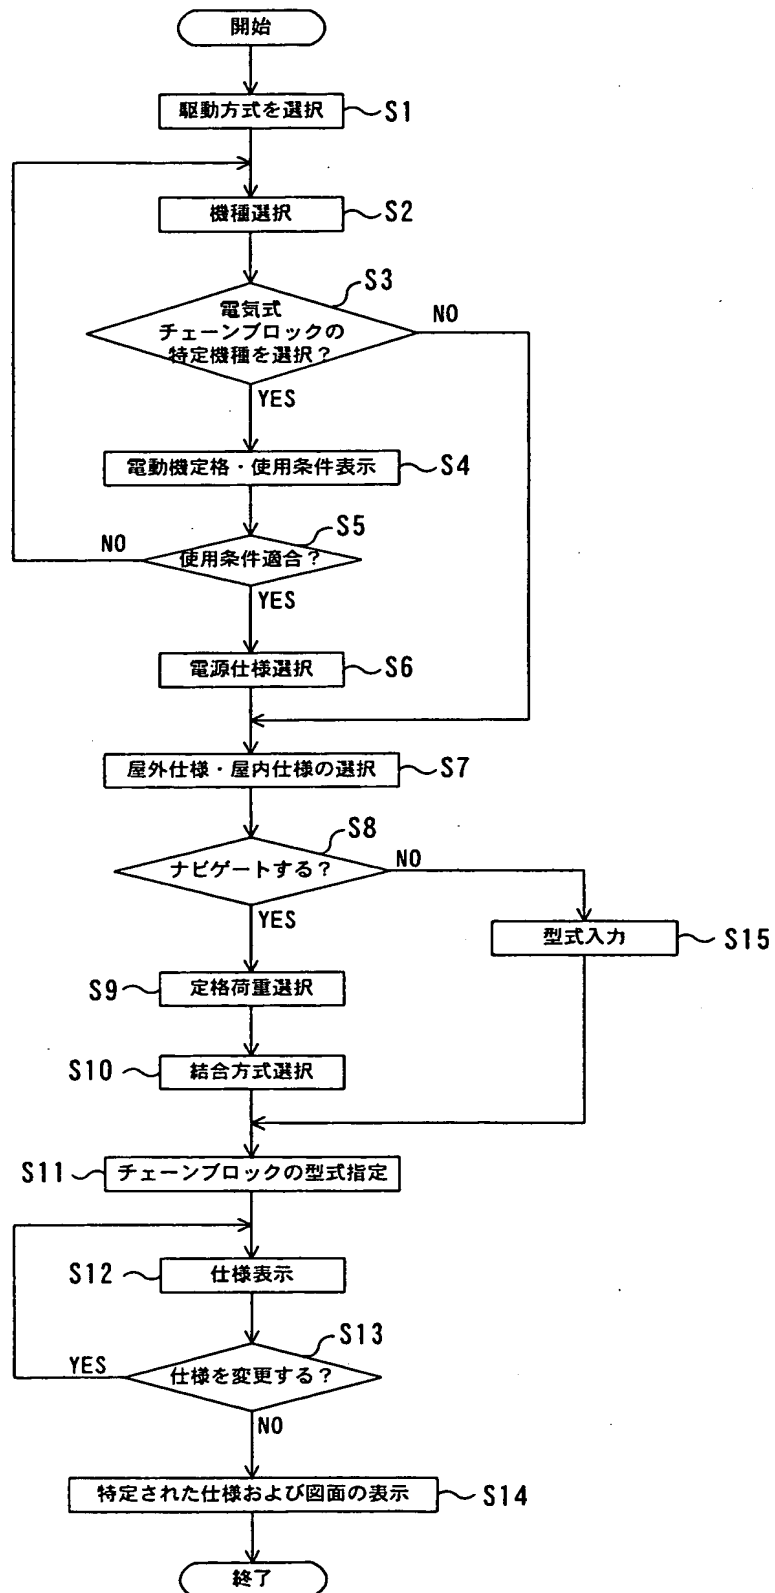 開始
駆動方式を選択 S1
機種選択 S2
S3
電気式
チェーンブロックの
特定機種を選択？
NO
YES
電動機定格・使用条件表示 S4
S5
NO
使用条件適合？
YES
電源仕様選択 S6
屋外仕様・屋内仕様の選択 S7
S8
ナビゲートする？
NO
YES
型式入力 S15
S9 定格荷重選択
S10 結合方式選択
S11 チェーンブロックの型式指定
S12 仕様表示
S13
YES
仕様を変更する？
NO
特定された仕様および図面の表示 S14
終了